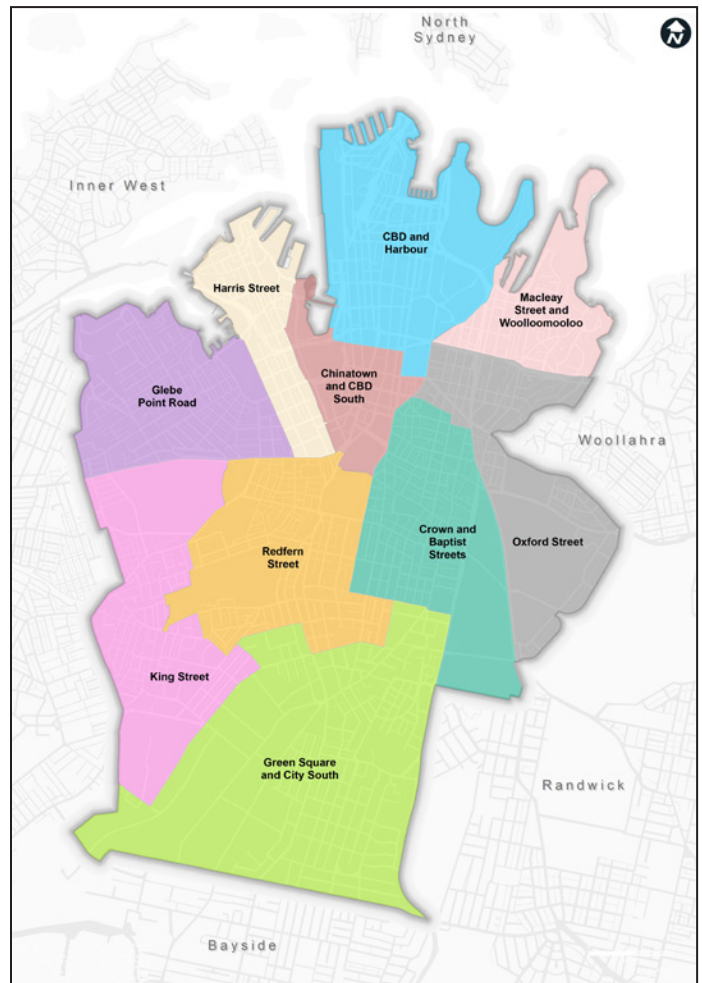 North
Sydney
N
Inner West
CBD and
Harbour
Harris Street
Macleay
Street and
Woolloomooloo
Chinatown
and CBD
South
Glebe
Point Road
Woollahra
Crown and
Baptist
Streets
Oxford Street
Redfern
Street
King Street
Green Square
and City South
Randwick
Bayside